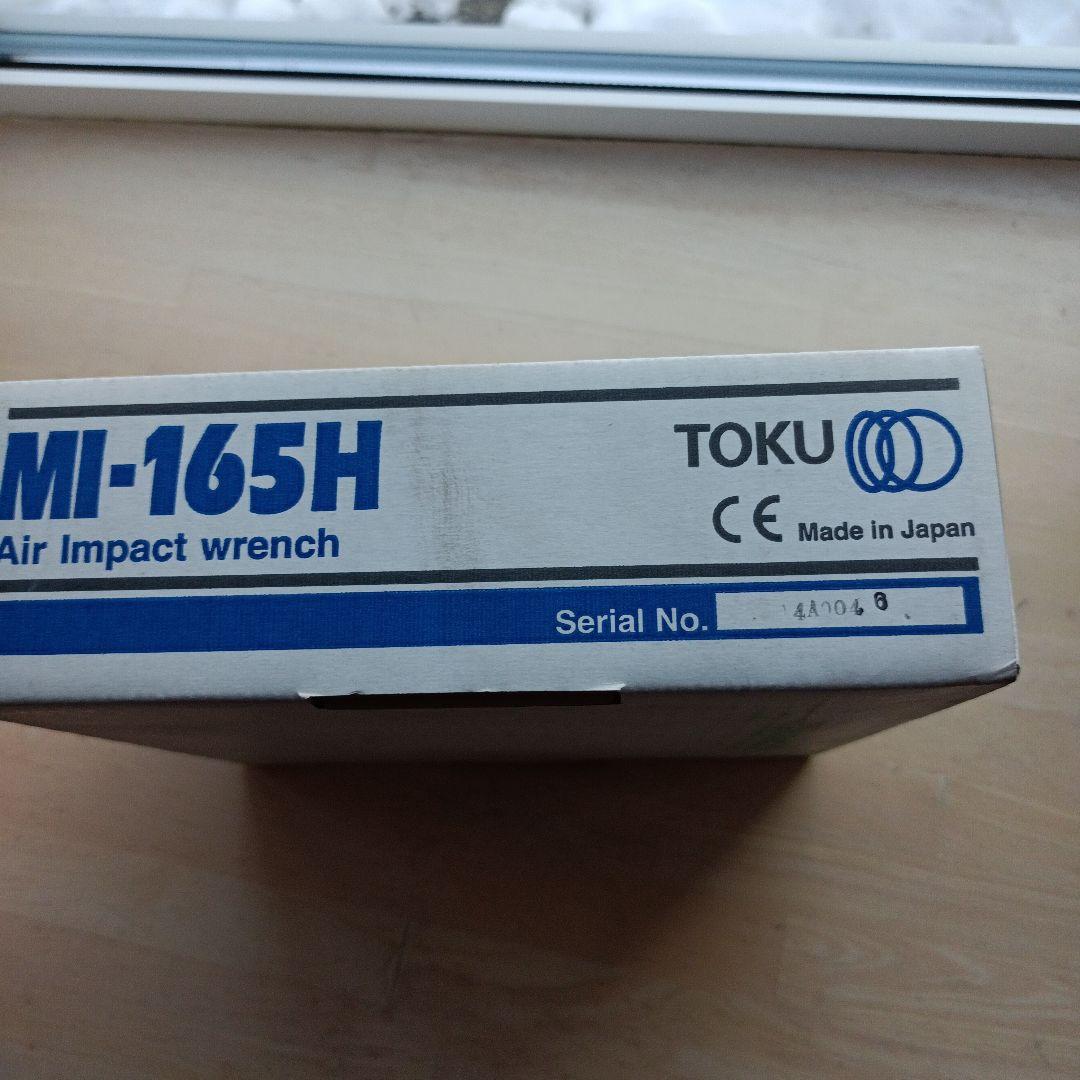 MI-165H
Air Impact wrench
TOKU
CE Made in Japan
Serial No.